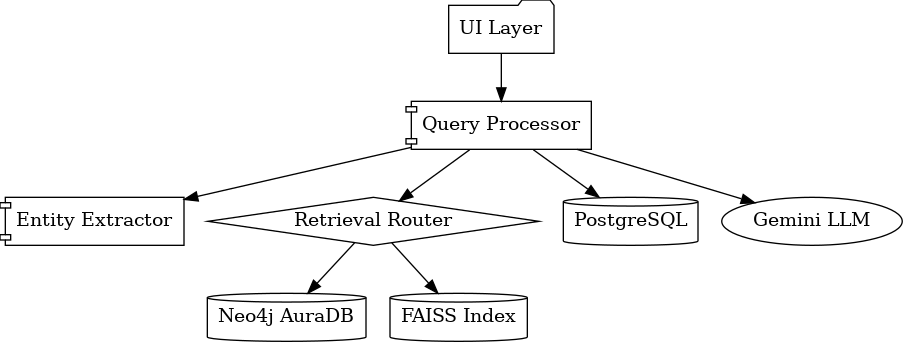 UI Layer
Query Processor
Entity Extractor
Retrieval Router
PostgreSQL
Gemini LLM
Neo4j AuraDB
FAISS Index